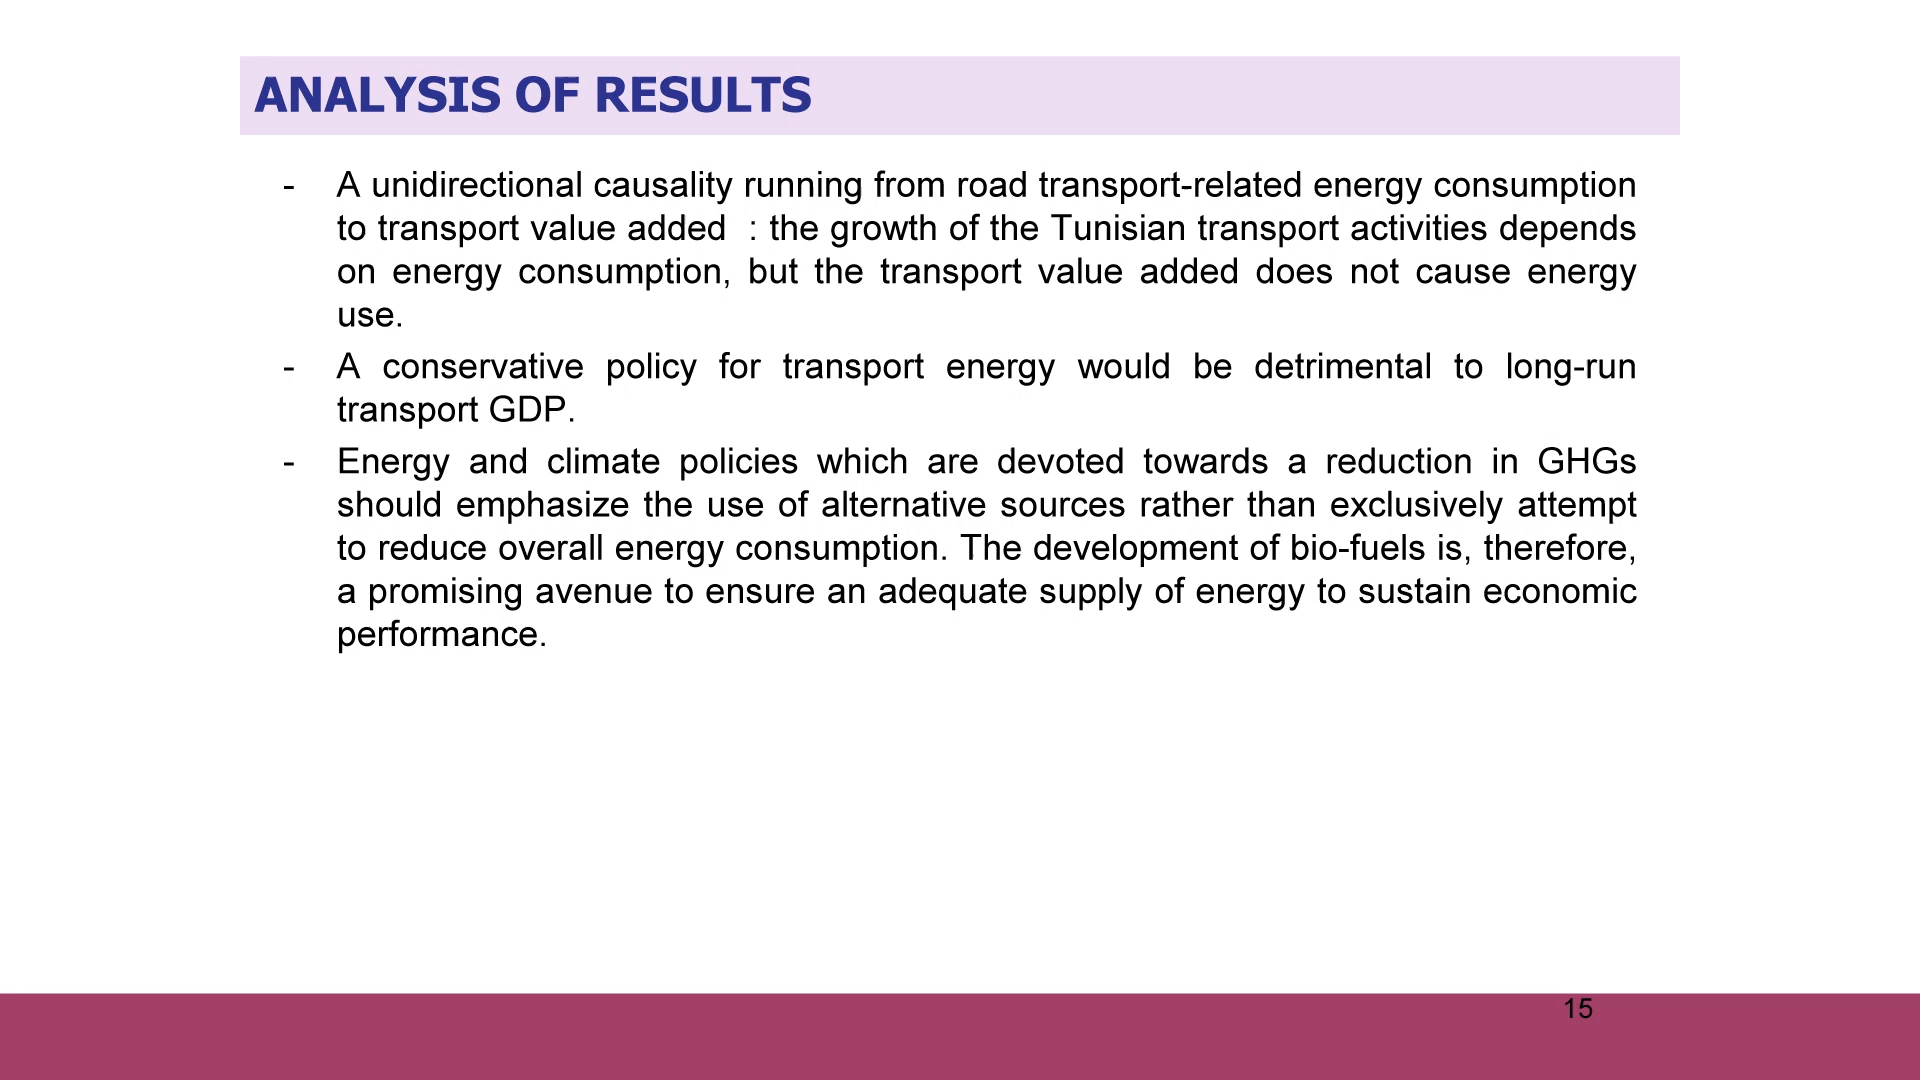 ANALYSIS OF RESULTS
- A unidirectional causality running from road transport-related energy consumption
to transport value added  : the growth of the Tunisian transport activities depends
on energy consumption, but the transport value added does not cause energy
use.
- A conservative policy for transport energy would be detrimental to long-run
transport GDP.
- Energy and climate policies which are devoted towards a reduction in GHGs
should emphasize the use of alternative sources rather than exclusively attempt
to reduce overall energy consumption. The development of bio-fuels is, therefore,
a promising avenue to ensure an adequate supply of energy to sustain economic
performance.
15